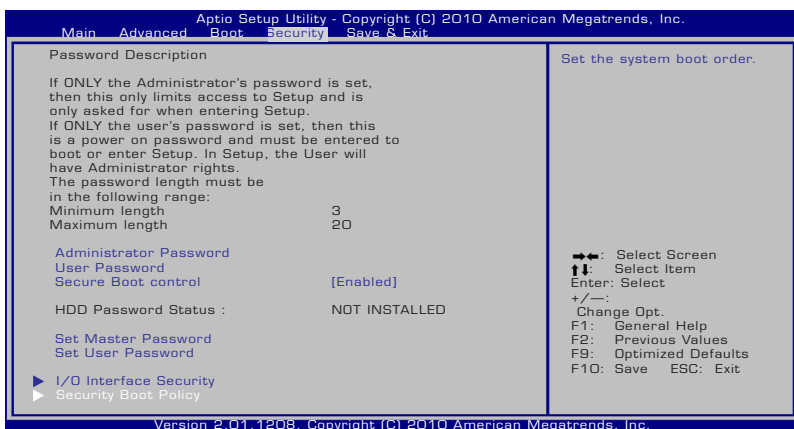 Aptio Setup Utility - Copyright (C) 2010 American Megatrends, Inc.
Main Advanced Boot Security Save & Exit
Password Description
If ONLY the Administrator's password is set,
then this only limits access to Setup and is
only asked for when entering Setup.
If ONLY the user's password is set, then this
is a power on password and must be entered to
boot or enter Setup. In Setup, the User will
have Administrator rights.
The password length must be
in the following range:
Minimum length 3
Maximum length 20
Administrator Password
User Password
Secure Boot control [Enabled]
HDD Password Status : NOT INSTALLED
Set Master Password
Set User Password
I/O Interface Security
Security Boot Policy
Set the system boot order.
→←: Select Screen
↑↓: Select Item
Enter: Select
+/—:
Change Opt.
F1: General Help
F2: Previous Values
F9: Optimized Defaults
F10: Save ESC: Exit
Version 2.01.1208. Copyright (C) 2010 American Megatrends, Inc.